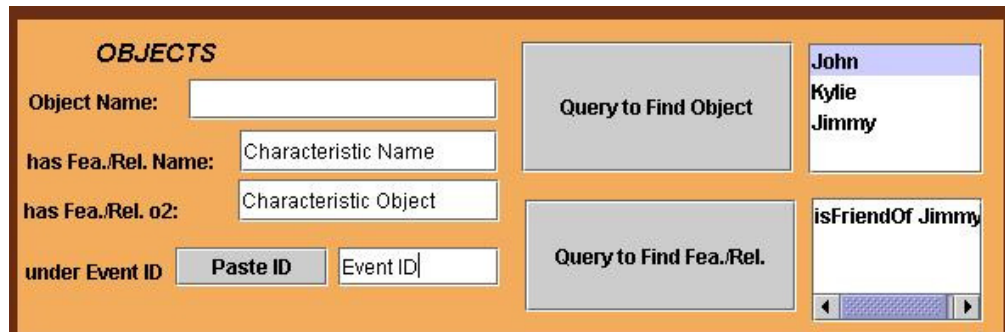 OBJECTS
Object Name:
has Fea./Rel. Name:
Characteristic Name
has Fea./Rel. o2:
Characteristic Object
under Event ID
Paste ID
Event ID
Query to Find Object
John
Kylie
Jimmy
Query to Find Fea./Rel.
isFriendOf Jimmy